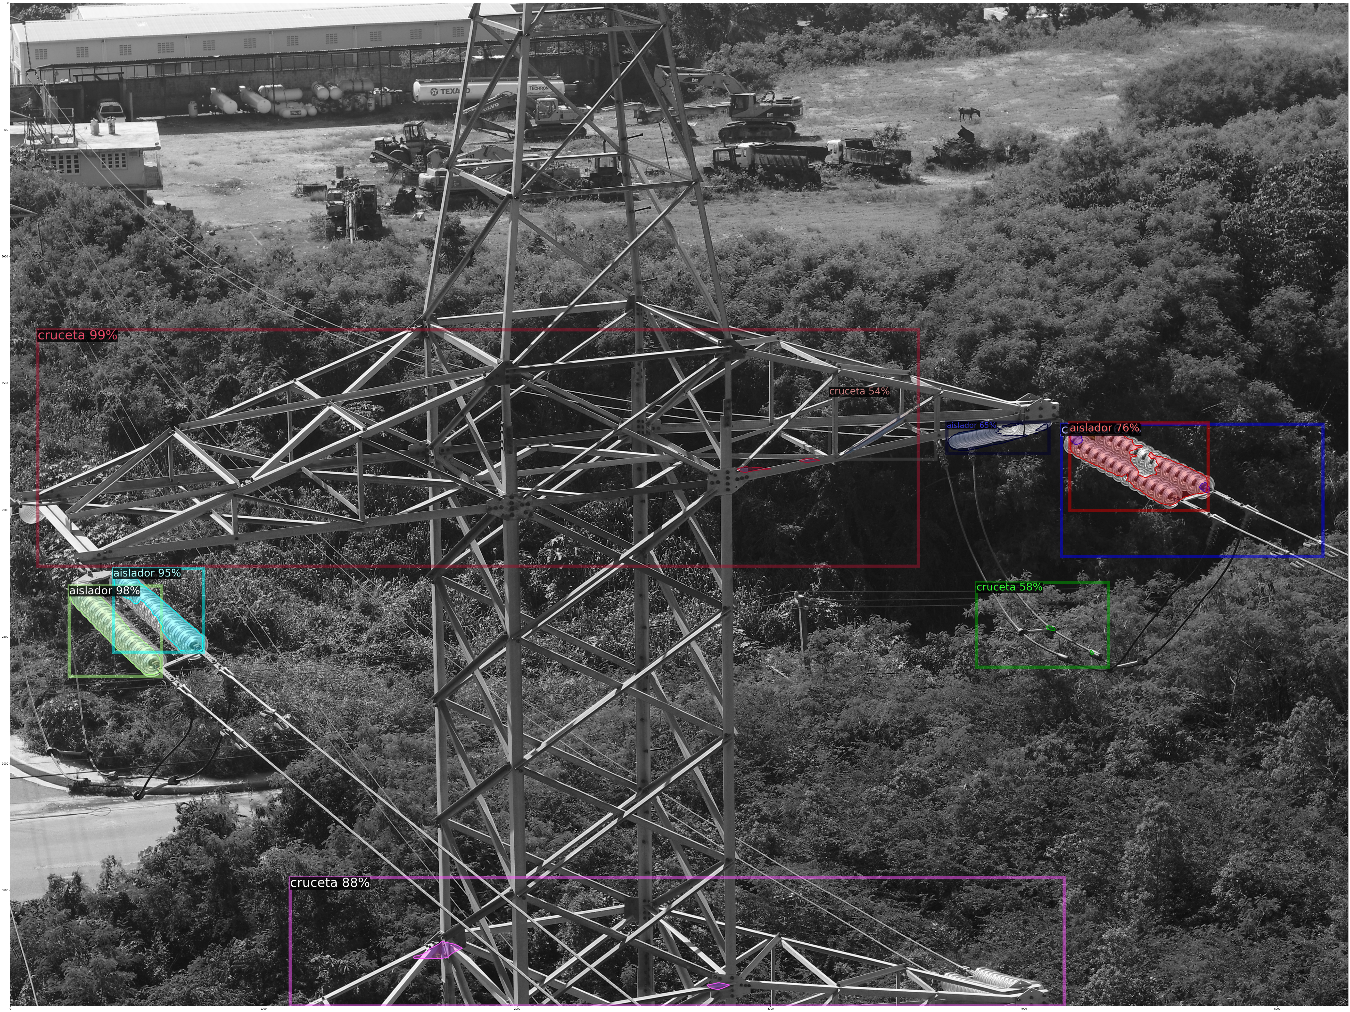 TEXACO
cruceta 99%
cruceta 54%
aislador 76%
aislador 95%
aislador 98%
cruceta 58%
cruceta 88%